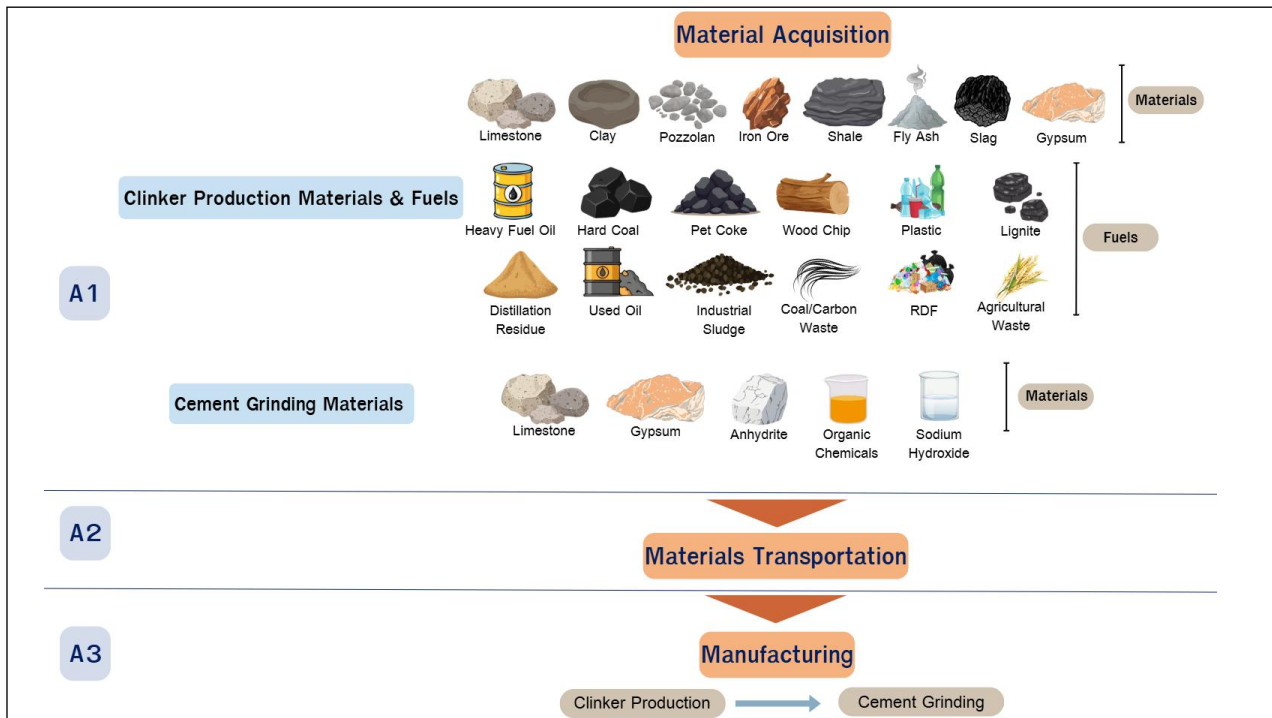 Material Acquisition
Limestone
Clay
Pozzolan
Iron Ore
Shale
Fly Ash
Slag
Gypsum
Materials
Clinker Production Materials & Fuels
Heavy Fuel Oil
Hard Coal
Pet Coke
Wood Chip
Plastic
Lignite
Fuels
A1
Distillation
Residue
Used Oil
Industrial
Sludge
Coal/Carbon
Waste
RDF
Agricultural
Waste
Cement Grinding Materials
Limestone
Gypsum
Anhydrite
Organic
Chemicals
Sodium
Hydroxide
Materials
A2
Materials Transportation
A3
Manufacturing
Clinker Production
Cement Grinding